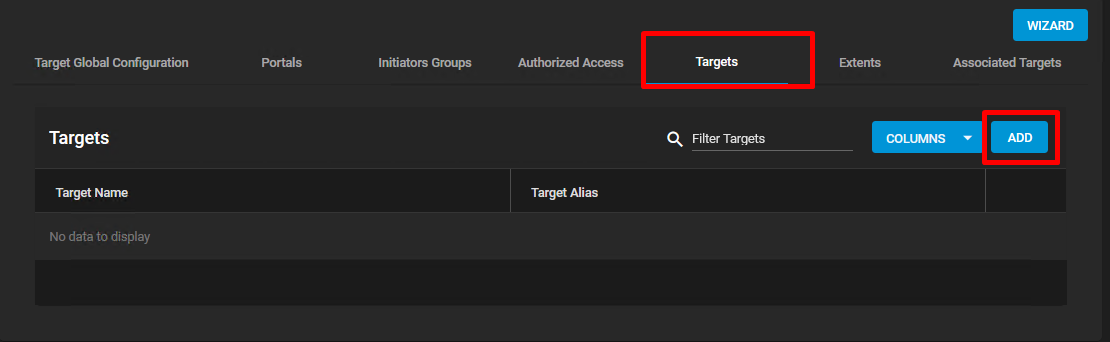 WIZARD
Target Global Configuration Portals Initiators Groups Authorized Access Targets Extents Associated Targets
Targets Filter Targets COLUMNS ADD
Target Name Target Alias
No data to display